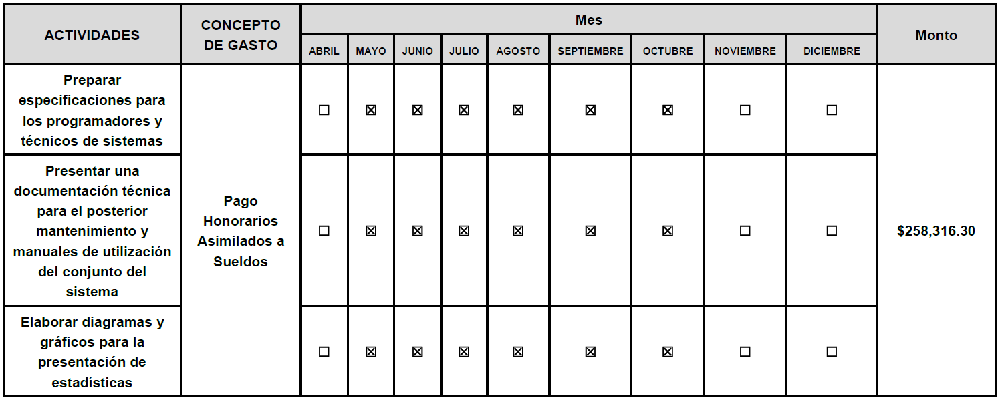 ACTIVIDADES
CONCEPTO
DE GASTO
Mes
Monto
ABRIL
MAYO
JUNIO
JULIO
AGOSTO
SEPTIEMBRE
OCTUBRE
NOVIEMBRE
DICIEMBRE
Preparar
especificaciones para
los programadores y
técnicos de sistemas
☐ ☒ ☒ ☒ ☒ ☒ ☒ ☐ ☐
Presentar una
documentación técnica
para el posterior
mantenimiento y
manuales de utilización
del conjunto del
sistema
☐ ☒ ☒ ☒ ☒ ☒ ☒ ☐ ☐
Elaborar diagramas y
gráficos para la
presentación de
estadísticas
☐ ☒ ☒ ☒ ☒ ☒ ☒ ☐ ☐
Pago
Honorarios
Asimilados a
Sueldos
$258,316.30